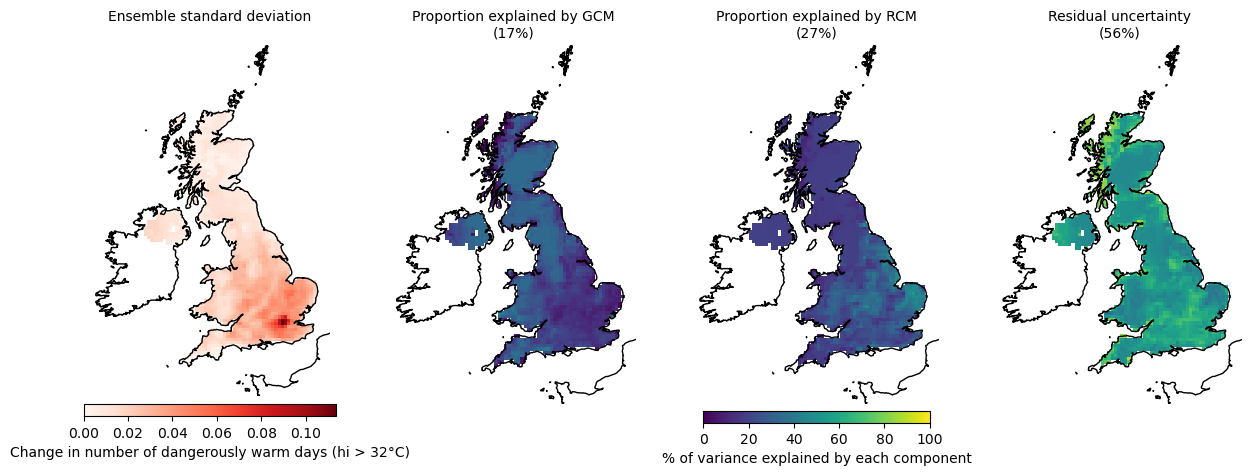 Ensemble standard deviation
Proportion explained by GCM
(17%)
Proportion explained by RCM
(27%)
Residual uncertainty
(56%)
0.00 0.02 0.04 0.06 0.08 0.10
Change in number of dangerously warm days (hi > 32°C)
0 20 40 60 80 100
% of variance explained by each component